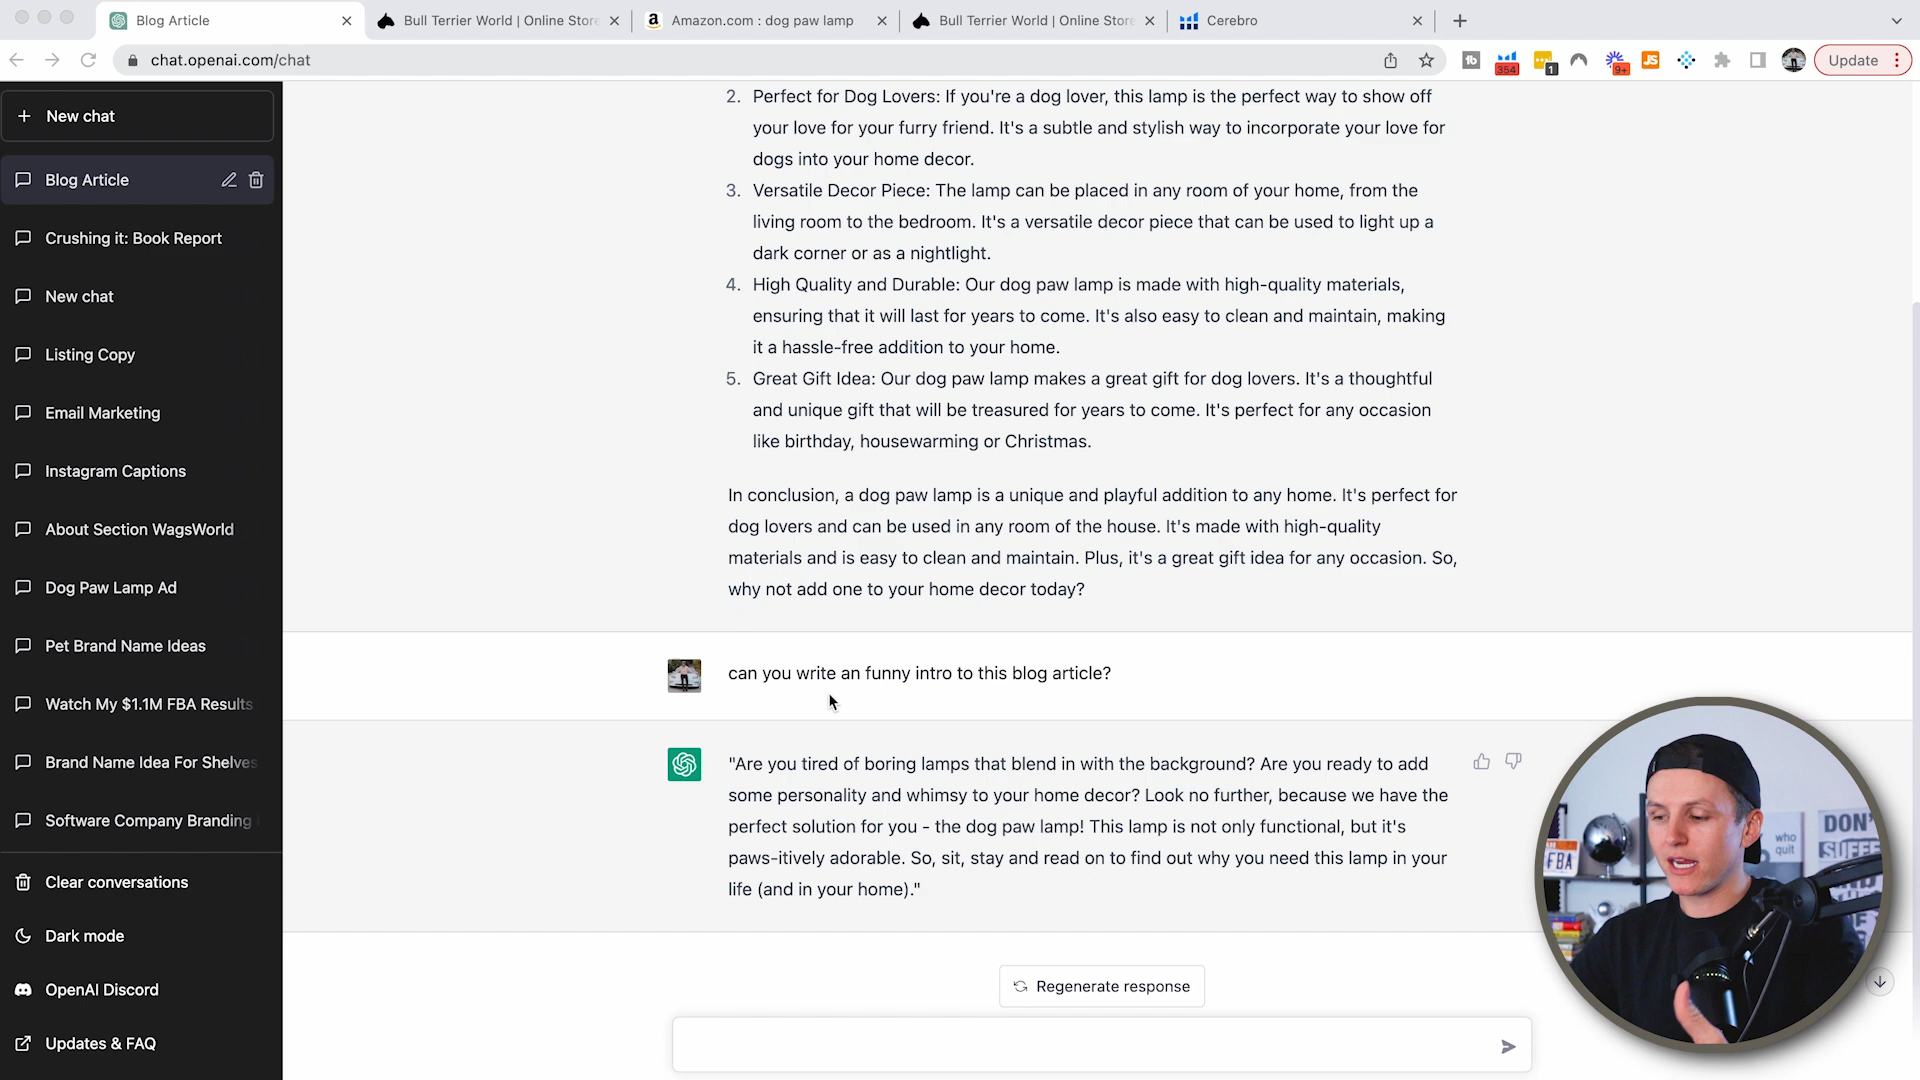 Blog Article
Bull Terrier World | Online Store
Amazon.com : dog paw lamp
Bull Terrier World | Online Store
Cerebro
chat.openai.com/chat
354
1
9+
JS
Update
New chat
Blog Article
Crushing it: Book Report
New chat
Listing Copy
Email Marketing
Instagram Captions
About Section WagsWorld
Dog Paw Lamp Ad
Pet Brand Name Ideas
Watch My $1.1M FBA Results
Brand Name Idea For Shelves
Software Company Branding
Clear conversations
Dark mode
OpenAI Discord
Updates & FAQ
2. Perfect for Dog Lovers: If you're a dog lover, this lamp is the perfect way to show off
your love for your furry friend. It's a subtle and stylish way to incorporate your love for
dogs into your home decor.
3. Versatile Decor Piece: The lamp can be placed in any room of your home, from the
living room to the bedroom. It's a versatile decor piece that can be used to light up a
dark corner or as a nightlight.
4. High Quality and Durable: Our dog paw lamp is made with high-quality materials,
ensuring that it will last for years to come. It's also easy to clean and maintain, making
it a hassle-free addition to your home.
5. Great Gift Idea: Our dog paw lamp makes a great gift for dog lovers. It's a thoughtful
and unique gift that will be treasured for years to come. It's perfect for any occasion
like birthday, housewarming or Christmas.
In conclusion, a dog paw lamp is a unique and playful addition to any home. It's perfect for
dog lovers and can be used in any room of the house. It's made with high-quality
materials and is easy to clean and maintain. Plus, it's a great gift idea for any occasion. So,
why not add one to your home decor today?
can you write an funny intro to this blog article?
"Are you tired of boring lamps that blend in with the background? Are you ready to add
some personality and whimsy to your home decor? Look no further, because we have the
perfect solution for you - the dog paw lamp! This lamp is not only functional, but it's
paws-itively adorable. So, sit, stay and read on to find out why you need this lamp in your
life (and in your home)."
Regenerate response
FBA
who
quit
DON'
SUFFE